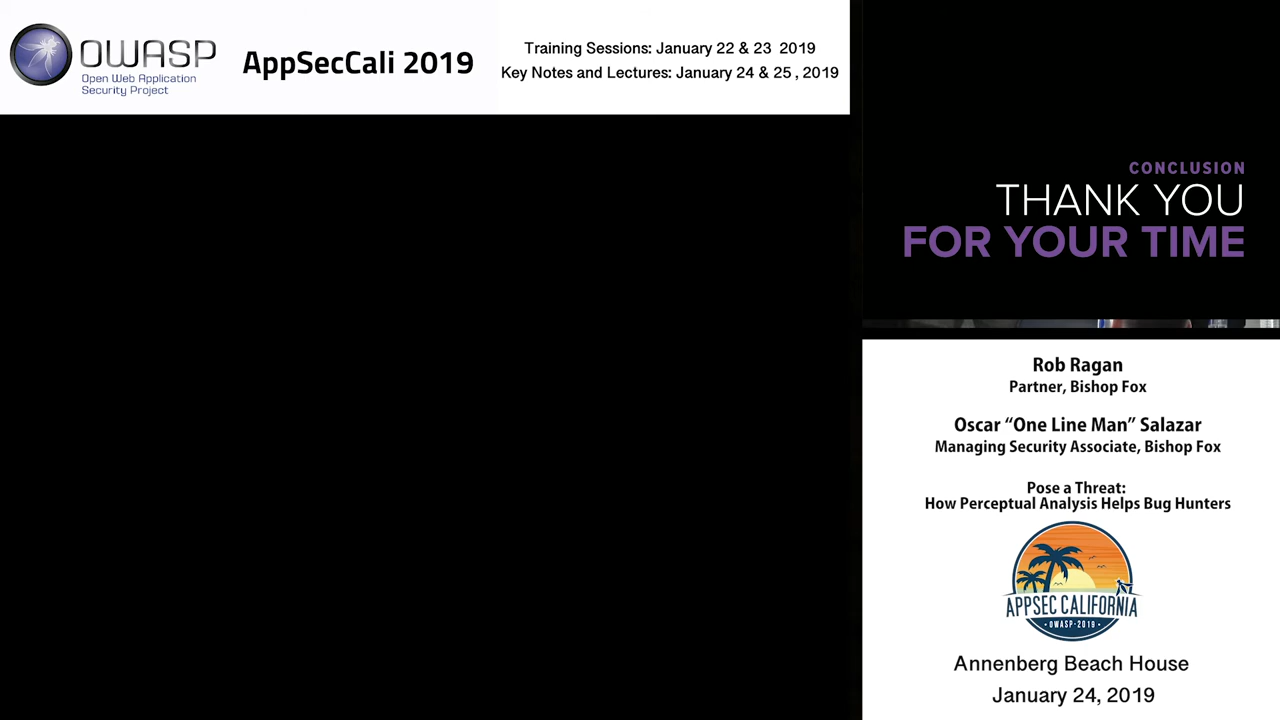 OWASP
Open Web Application
Security Project
AppSecCali 2019
Training Sessions: January 22 & 23 2019
Key Notes and Lectures: January 24 & 25 , 2019
CONCLUSION
THANK YOU
FOR YOUR TIME
Rob Ragan
Partner, Bishop Fox
Oscar “One Line Man” Salazar
Managing Security Associate, Bishop Fox
Pose a Threat:
How Perceptual Analysis Helps Bug Hunters
APPSEC CALIFORNIA
• OWASP-2019 •
Annenberg Beach House
January 24, 2019